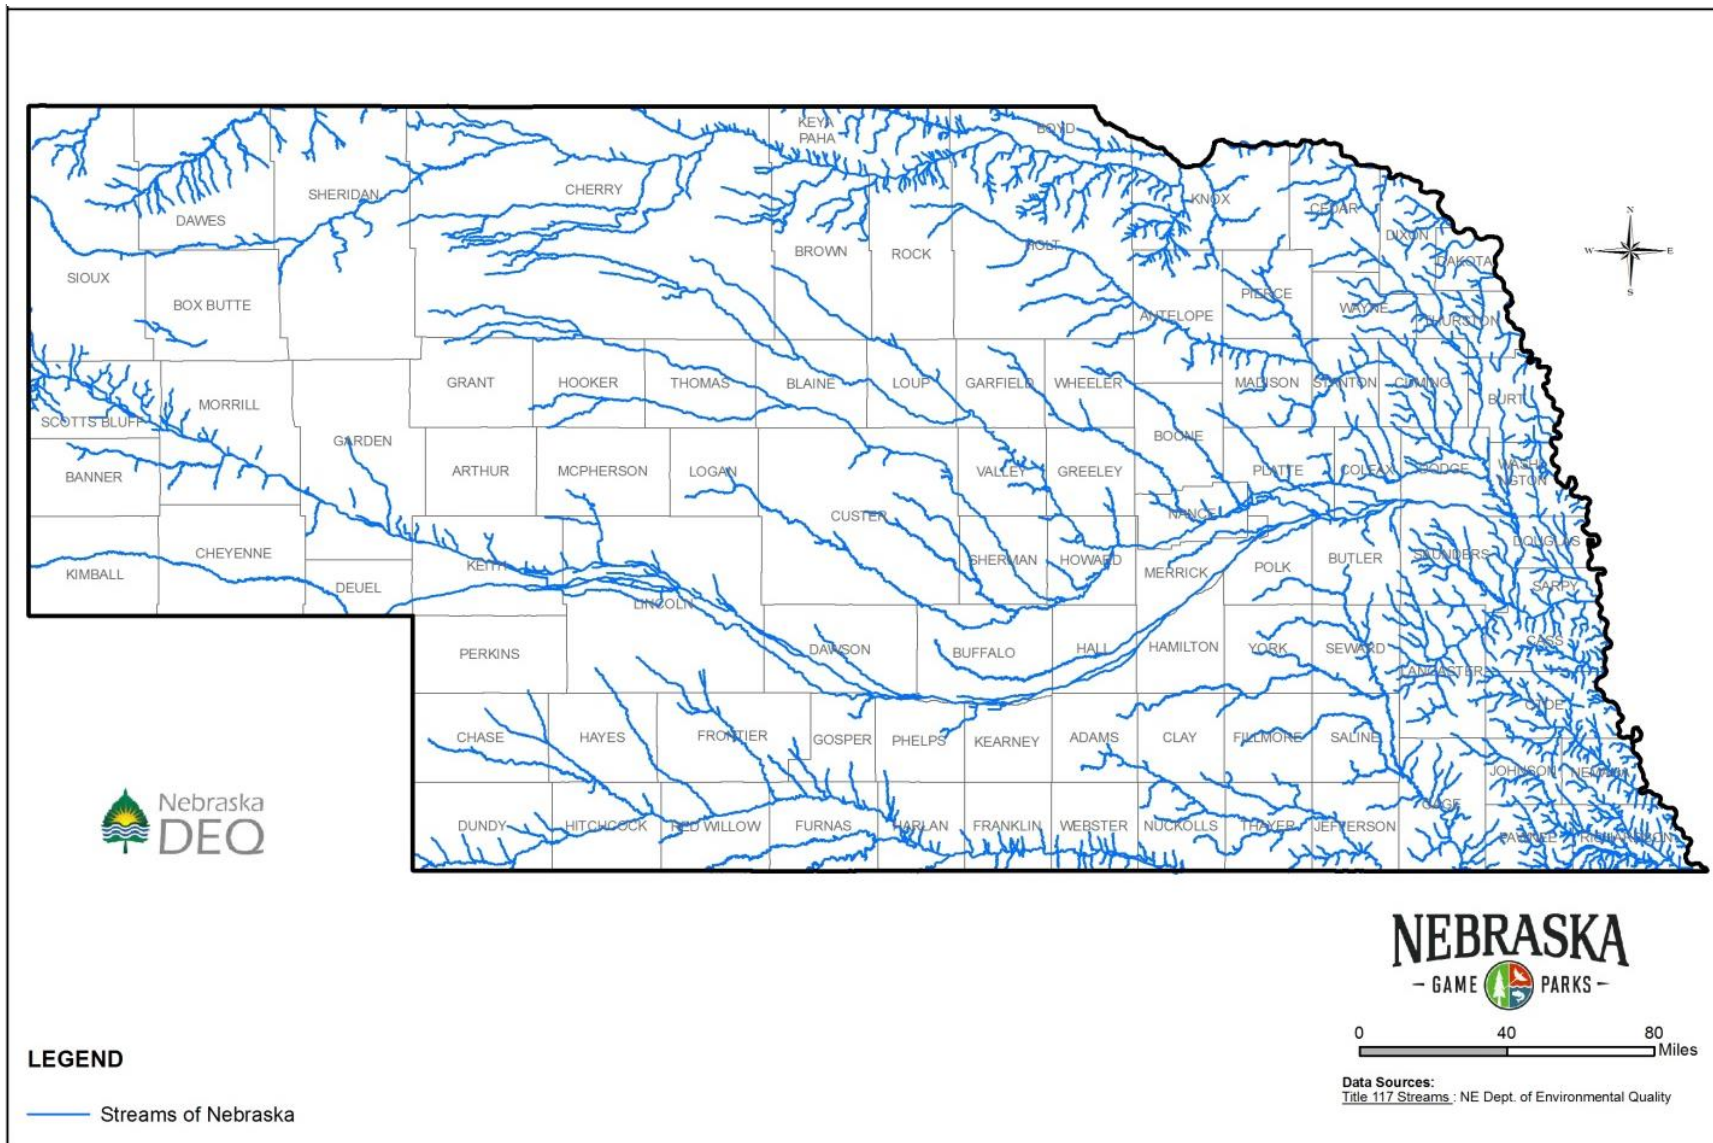 KEYA
PAHA
BOYD
CHERRY
SHERIDAN
DAWES
KNOX
CEDAR
DIXON
DAKOTA
N
W E
S
SIOUX
BOX BUTTE
BROWN
ROCK
HOLT
ANTELOPE
PIERCE
WAYNE
THURSTON
GRANT
HOOKER
THOMAS
BLAINE
LOUP
GARFIELD
WHEELER
MADISON
STANTON
CUMING
BURT
SCOTTS BLUFF
MORRILL
GARDEN
BOONE
BANNER
ARTHUR
MCPHERSON
LOGAN
CUSTER
VALLEY
GREELEY
PLATTE
COLFAX
DODGE
WASHI
NGTON
NANCE
KIMBALL
CHEYENNE
DEUEL
KEITH
LINCOLN
SHERMAN
HOWARD
MERRICK
POLK
BUTLER
SAUNDERS
DOUGLAS
SARPY
PERKINS
DAWSON
BUFFALO
HALL
HAMILTON
YORK
SEWARD
LANCASTER
CASS
OTOE
CHASE
HAYES
FRONTIER
GOSPER
PHELPS
KEARNEY
ADAMS
CLAY
FILLMORE
SALINE
JOHNSON
NEMAHA
DUNDY
HITCHCOCK
RED WILLOW
FURNAS
HARLAN
FRANKLIN
WEBSTER
NUCKOLLS
THAYER
JEFFERSON
GAGE
PAWNEE
RICHARDSON
Nebraska
DEQ
NEBRASKA
- GAME PARKS -
0 40 80
Miles
LEGEND
Streams of Nebraska
Data Sources:
Title 117 Streams : NE Dept. of Environmental Quality